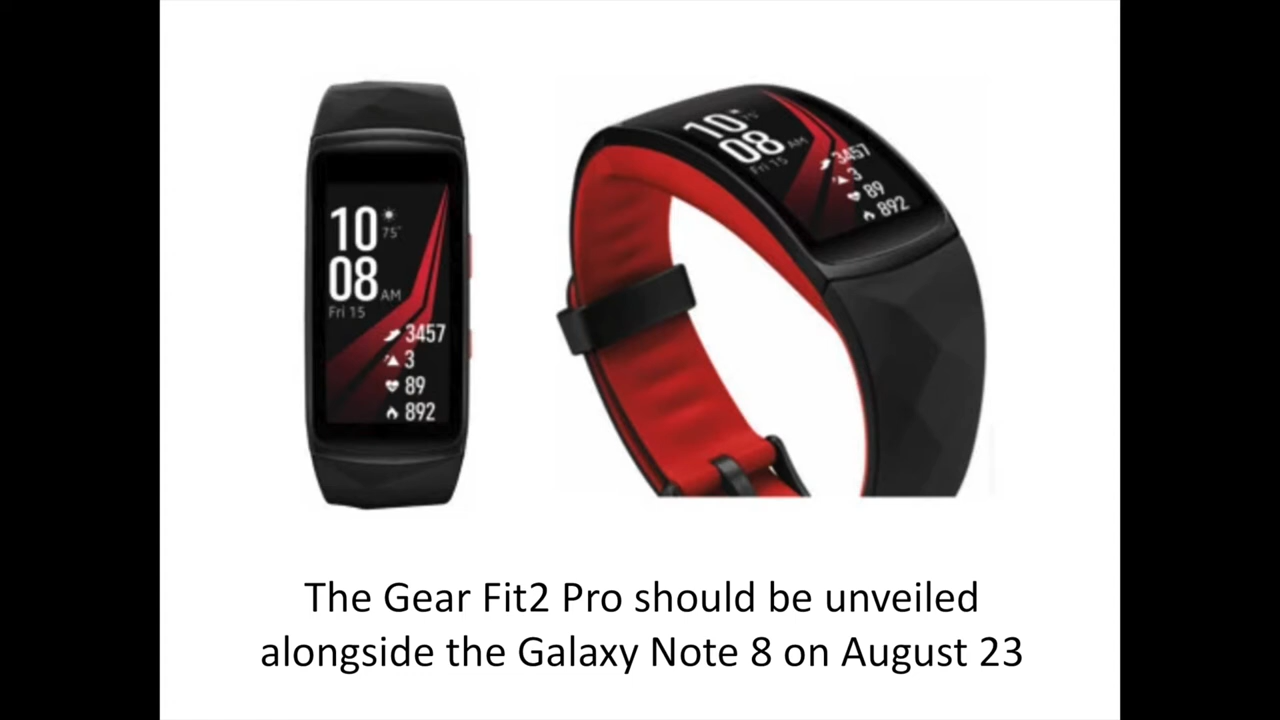 10
75°
08 AM
Fri 15
3457
3
89
892
10
75°
08 AM
Fri 15
3457
3
89
892
The Gear Fit2 Pro should be unveiled
alongside the Galaxy Note 8 on August 23